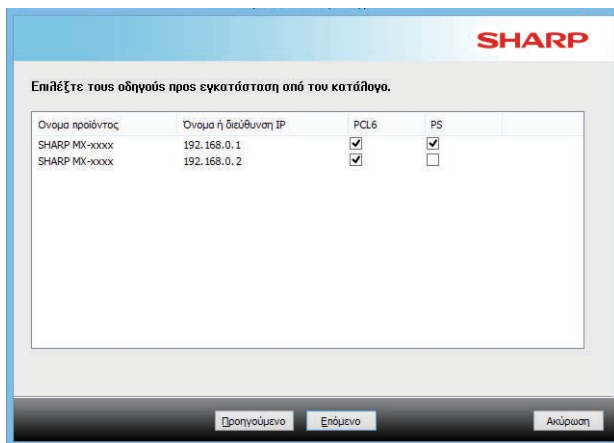 SHARP
Επιλέξτε τους οδηγούς προς εγκατάσταση από τον κατάλογο.
Ονομα προϊόντος Όνομα ή διεύθυνση IP PCL6 PS
SHARP MX-xxxx 192.168.0.1
SHARP MX-xxxx 192.168.0.2
Προηγούμενο Επόμενο Ακύρωση